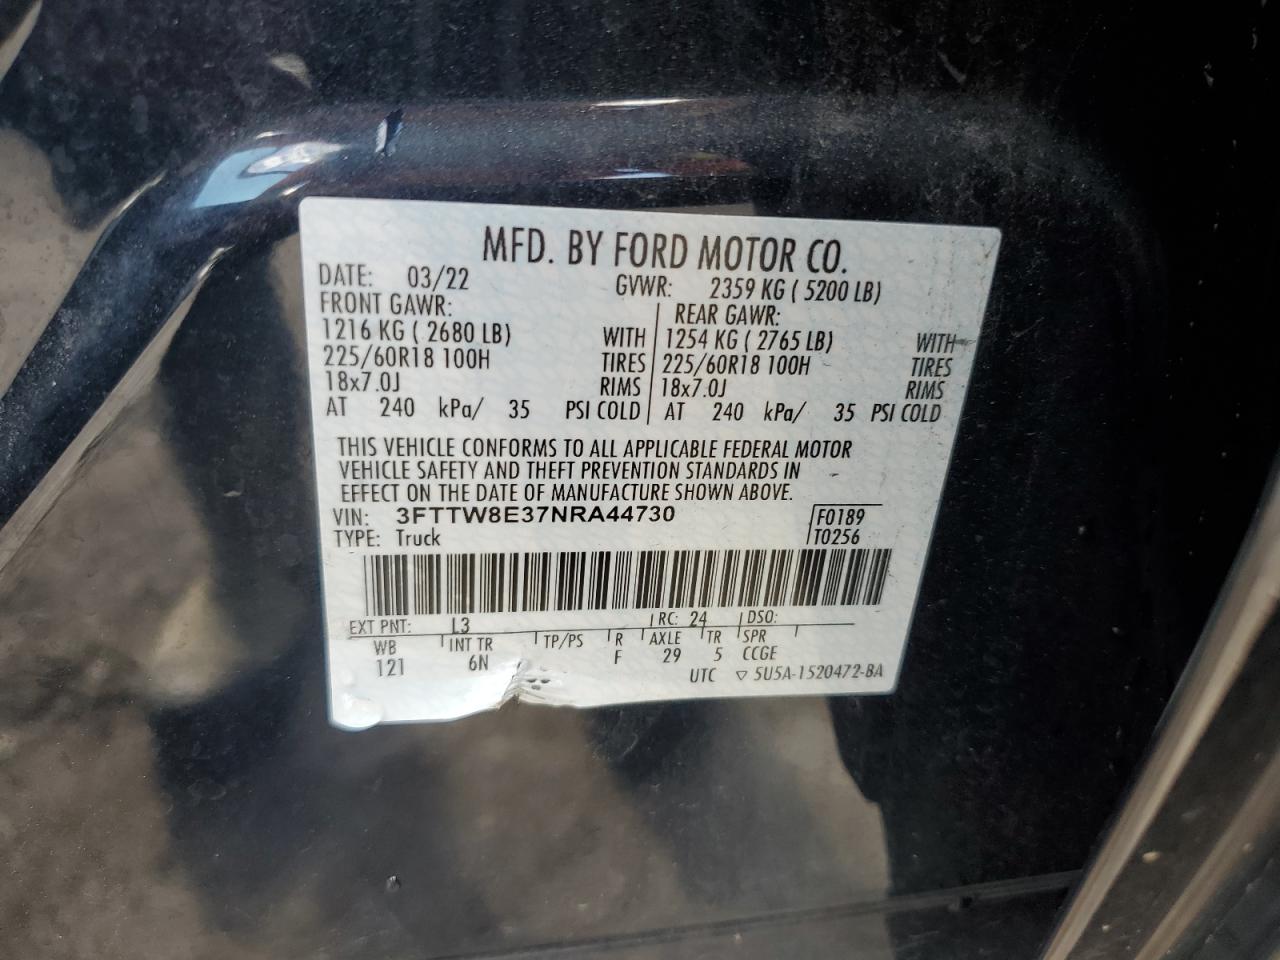 MFD. BY FORD MOTOR CO.
DATE: 03/22 GVWR: 2359 KG ( 5200 LB)
FRONT GAWR: REAR GAWR:
1216 KG ( 2680 LB) WITH 1254 KG ( 2765 LB) WITH
225/60R18 100H TIRES 225/60R18 100H TIRES
18x7.0J RIMS 18x7.0J RIMS
AT 240 kPa/ 35 PSI COLD AT 240 kPa/ 35 PSI COLD
THIS VEHICLE CONFORMS TO ALL APPLICABLE FEDERAL MOTOR
VEHICLE SAFETY AND THEFT PREVENTION STANDARDS IN
EFFECT ON THE DATE OF MANUFACTURE SHOWN ABOVE.
VIN: 3FTTW8E37NRA44730 F0189
TYPE: Truck T0256
EXT PNT: L3 RC: 24 DSO:
WB INT TR TP/PS R AXLE TR SPR
121 6N F 29 5 CCGE
UTC ▽ 5U5A-1520472-BA